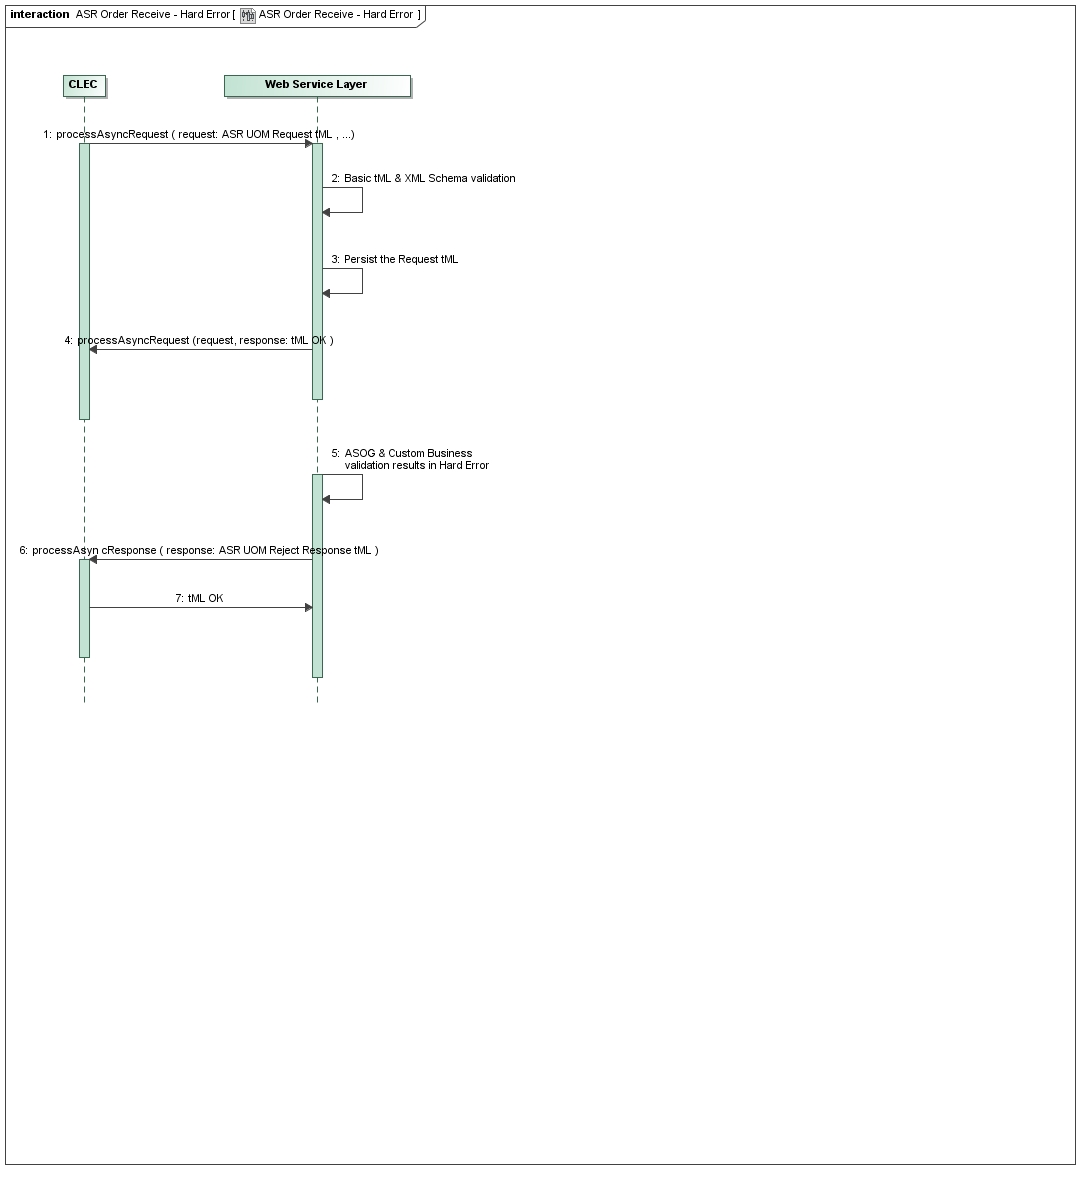 interaction ASR Order Receive - Hard Error [ ASR Order Receive - Hard Error ]
CLEC
Web Service Layer
1: processAsyncRequest ( request: ASR UOM Request tML , ...)
2: Basic tML & XML Schema validation
3: Persist the Request tML
4: processAsyncRequest (request, response: tML OK )
5: ASOG & Custom Business
validation results in Hard Error
6: processAsyn cResponse ( response: ASR UOM Reject Response tML )
7: tML OK